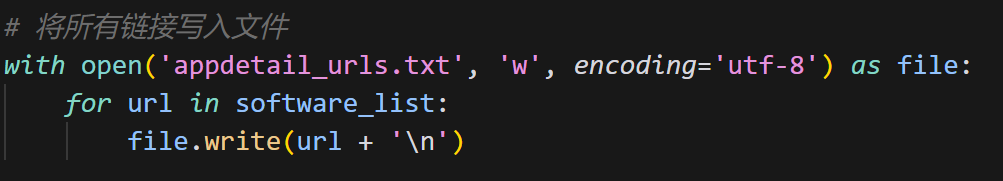 # 将所有链接写入文件
with open('appdetail_urls.txt', 'w', encoding='utf-8') as file:
    for url in software_list:
        file.write(url + '\n')